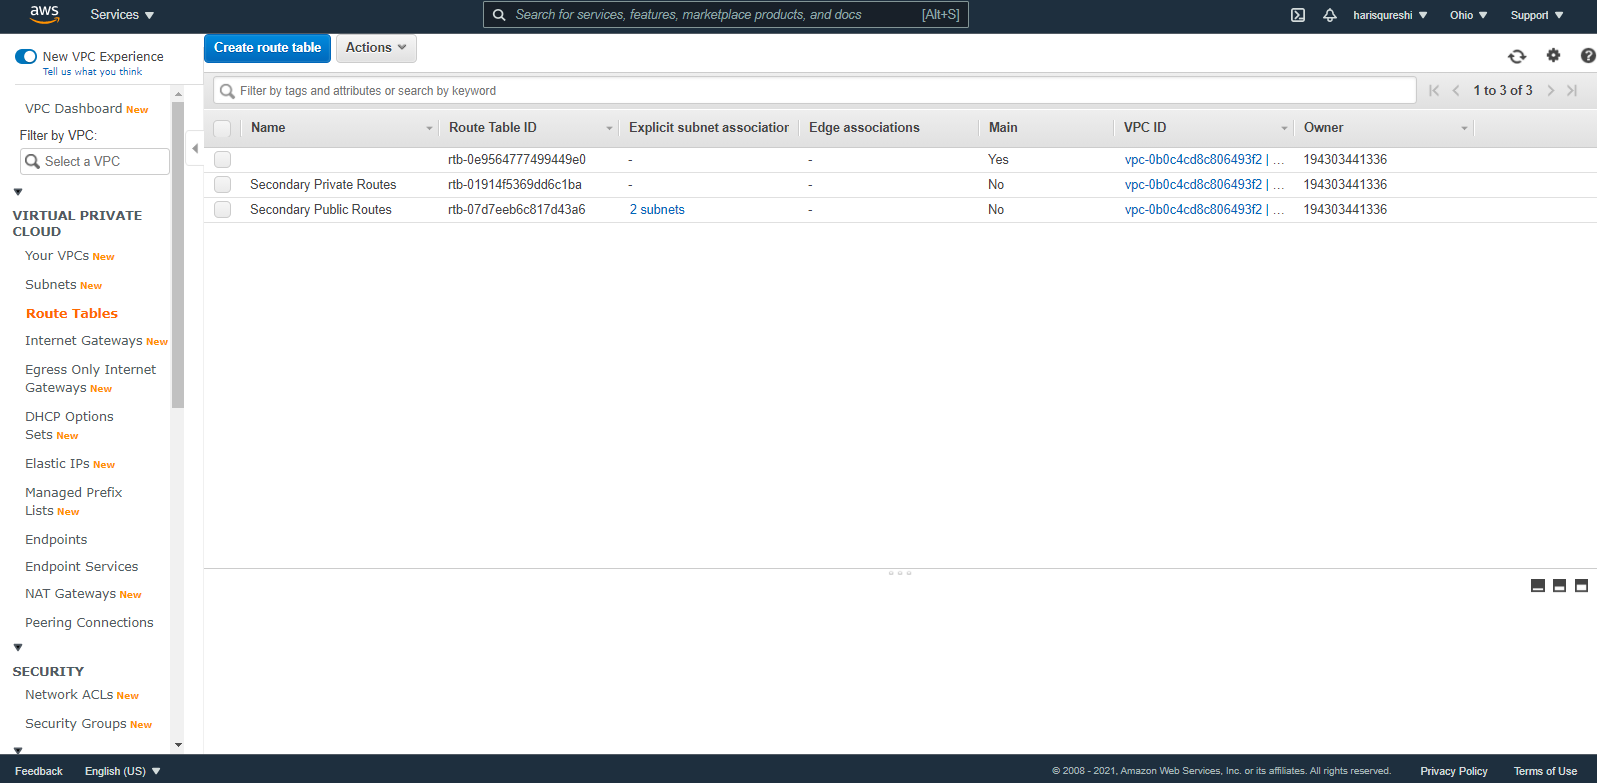 aws Services Search for services, features, marketplace products, and docs [Alt+S] harisqureshi Ohio Support
New VPC Experience
Tell us what you think
VPC Dashboard New
Filter by VPC:
Select a VPC
VIRTUAL PRIVATE
CLOUD
Your VPCs New
Subnets New
Route Tables
Internet Gateways New
Egress Only Internet
Gateways New
DHCP Options
Sets New
Elastic IPs New
Managed Prefix
Lists New
Endpoints
Endpoint Services
NAT Gateways New
Peering Connections
SECURITY
Network ACLs New
Security Groups New
Create route table Actions
Filter by tags and attributes or search by keyword 1 to 3 of 3
Name Route Table ID Explicit subnet association Edge associations Main VPC ID Owner
rtb-0e9564777499449e0 - - Yes vpc-0b0c4cd8c806493f2 | ... 194303441336
Secondary Private Routes rtb-01914f5369dd6c1ba - - No vpc-0b0c4cd8c806493f2 | ... 194303441336
Secondary Public Routes rtb-07d7eeb6c817d43a6 2 subnets - No vpc-0b0c4cd8c806493f2 | ... 194303441336
Feedback English (US) © 2008 - 2021, Amazon Web Services, Inc. or its affiliates. All rights reserved. Privacy Policy Terms of Use